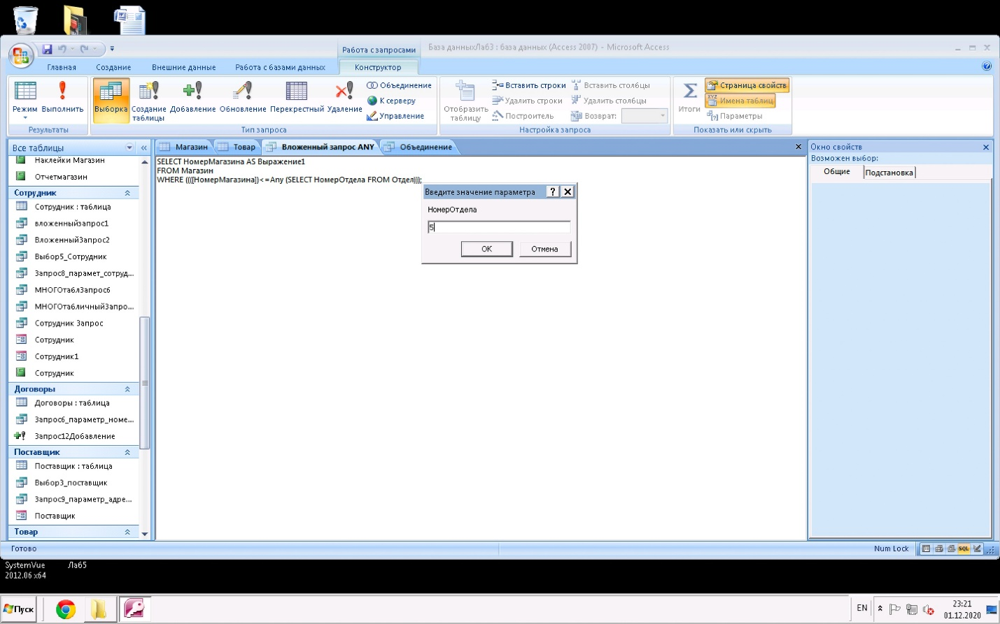 База данныхЛаб3 : база данных (Access 2007) - Microsoft Access
Работа с запросами
Главная
Создание
Внешние данные
Работа с базами данных
Конструктор
Режим
Выполнить
Результаты
Выборка
Создание таблицы
Добавление
Обновление
Перекрестный
Удаление
Объединение
К серверу
Управление
Тип запроса
Отобразить таблицу
Вставить строки
Удалить строки
Построитель
Вставить столбцы
Удалить столбцы
Возврат:
Настройка запроса
Итоги
Страница свойств
Имена таблиц
Параметры
Показать или скрыть
Все таблицы
Наклейки Магазин
Отчетмагазин
Сотрудник
Сотрудник : таблица
вложенныйзапрос1
ВложенныйЗапрос2
Выбор5_Сотрудник
Запрос8_парамет_сотруд...
МНОГОтаблЗапрос6
МНОГОтабличныйЗапро...
Сотрудник Запрос
Сотрудник
Сотрудник1
Сотрудник
Договоры
Договоры : таблица
Запрос6_параметр_номе...
Запрос12Добавление
Поставщик
Поставщик : таблица
Выбор3_поставщик
Запрос9_параметр_адре...
Поставщик
Товар
Магазин
Товар
Вложенный запрос ANY
Объединение
SELECT НомерМагазина AS Выражение1
FROM Магазин
WHERE ((([НомерМагазина])<=Any (SELECT НомерОтдела FROM Отдел)));
Введите значение параметра
НомерОтдела
5
ОК
Отмена
Окно свойств
Возможен выбор:
Общие
Подстановка
Готово
Num Lock
SQL
SystemVue
2012.06 x64
Лаб5
Пуск
EN
23:21
01.12.2020